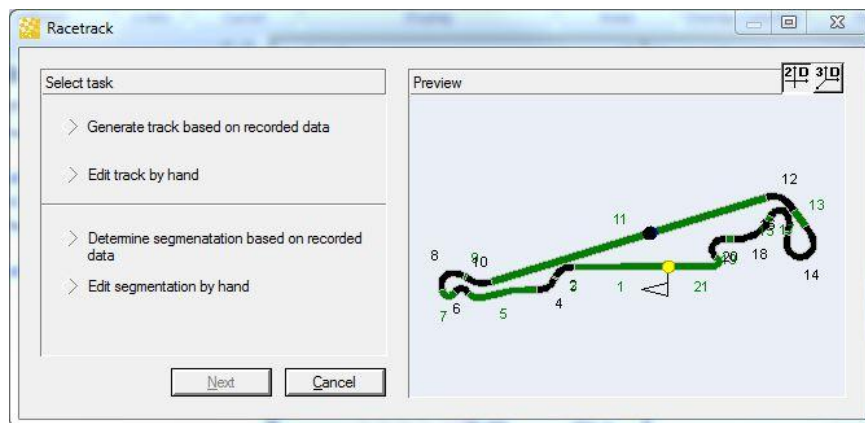 Racetrack
Select task
Generate track based on recorded data
Edit track by hand
Determine segmenatation based on recorded
data
Edit segmentation by hand
Next
Cancel
Preview
2D
3D
12
13
11
8
9
10
20
18
14
7
6
5
4
2
1
21